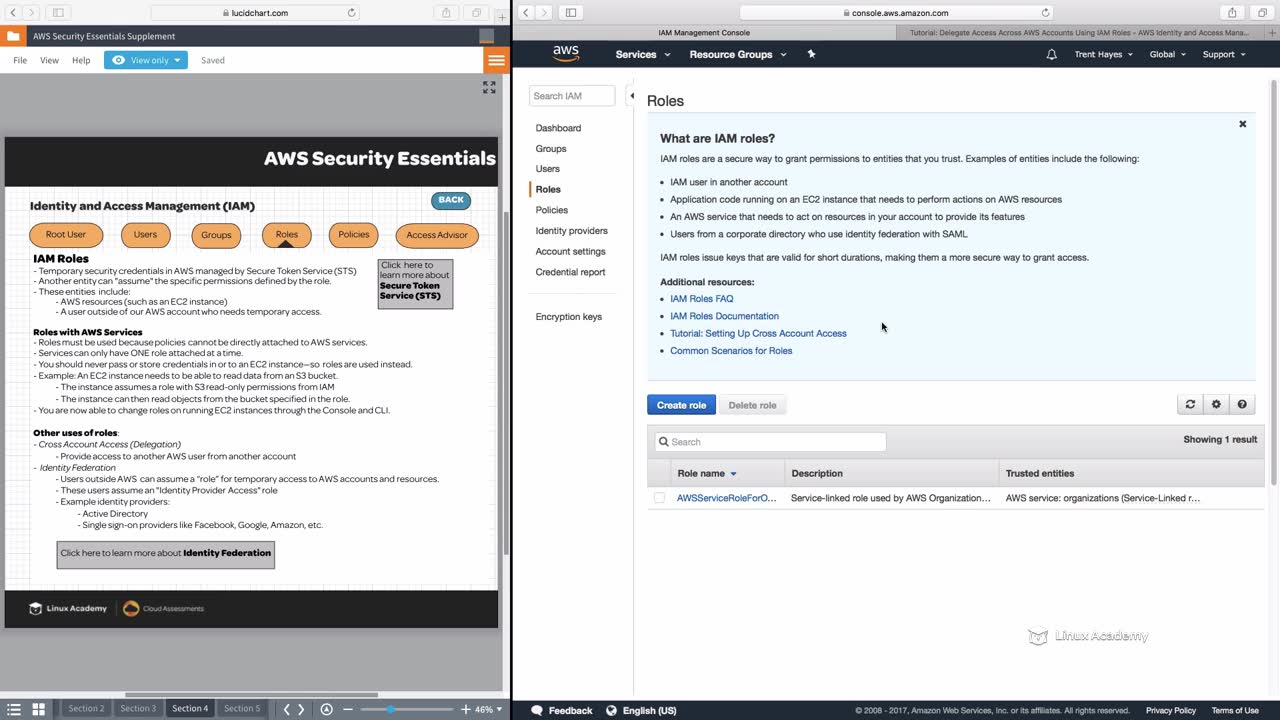 lucidchart.com
AWS Security Essentials Supplement
File View Help View only Saved
AWS Security Essentials
Identity and Access Management (IAM)
BACK
Root User Users Groups Roles Policies Access Advisor
IAM Roles
- Temporary security credentials in AWS managed by Secure Token Service (STS)
- Another entity can "assume" the specific permissions defined by the role.
- These entities include:
- AWS resources (such as an EC2 instance)
- A user outside of our AWS account who needs temporary access.
Click here to
learn more about
Secure Token
Service (STS)
Roles with AWS Services
- Roles must be used because policies cannot be directly attached to AWS services.
- Services can only have ONE role attached at a time.
- You should never pass or store credentials in or to an EC2 instance—so roles are used instead.
- Example: An EC2 instance needs to be able to read data from an S3 bucket.
- The instance assumes a role with S3 read-only permissions from IAM
- The instance can then read objects from the bucket specified in the role.
- You are now able to change roles on running EC2 instances through the Console and CLI.
Other uses of roles:
- Cross Account Access (Delegation)
- Provide access to another AWS user from another account
- Identity Federation
- Users outside AWS can assume a "role" for temporary access to AWS accounts and resources.
- These users assume an "Identity Provider Access" role
- Example identity providers:
- Active Directory
- Single sign-on providers like Facebook, Google, Amazon, etc.
Click here to learn more about Identity Federation
Linux Academy Cloud Assessments
Section 2 Section 3 Section 4 Section 5 46%
console.aws.amazon.com
IAM Management Console Tutorial: Delegate Access Across AWS Accounts Using IAM Roles - AWS Identity and Access Mana...
aws Services Resource Groups Trent Hayes Global Support
Search IAM
Dashboard
Groups
Users
Roles
Policies
Identity providers
Account settings
Credential report
Encryption keys
Roles
What are IAM roles?
IAM roles are a secure way to grant permissions to entities that you trust. Examples of entities include the following:
• IAM user in another account
• Application code running on an EC2 instance that needs to perform actions on AWS resources
• An AWS service that needs to act on resources in your account to provide its features
• Users from a corporate directory who use identity federation with SAML
IAM roles issue keys that are valid for short durations, making them a more secure way to grant access.
Additional resources:
• IAM Roles FAQ
• IAM Roles Documentation
• Tutorial: Setting Up Cross Account Access
• Common Scenarios for Roles
Create role Delete role
Search Showing 1 result
Role name Description Trusted entities
AWSServiceRoleForO... Service-linked role used by AWS Organization... AWS service: organizations (Service-Linked r...
Linux Academy
Feedback English (US) © 2008 - 2017, Amazon Web Services, Inc. or its affiliates. All rights reserved. Privacy Policy Terms of Use